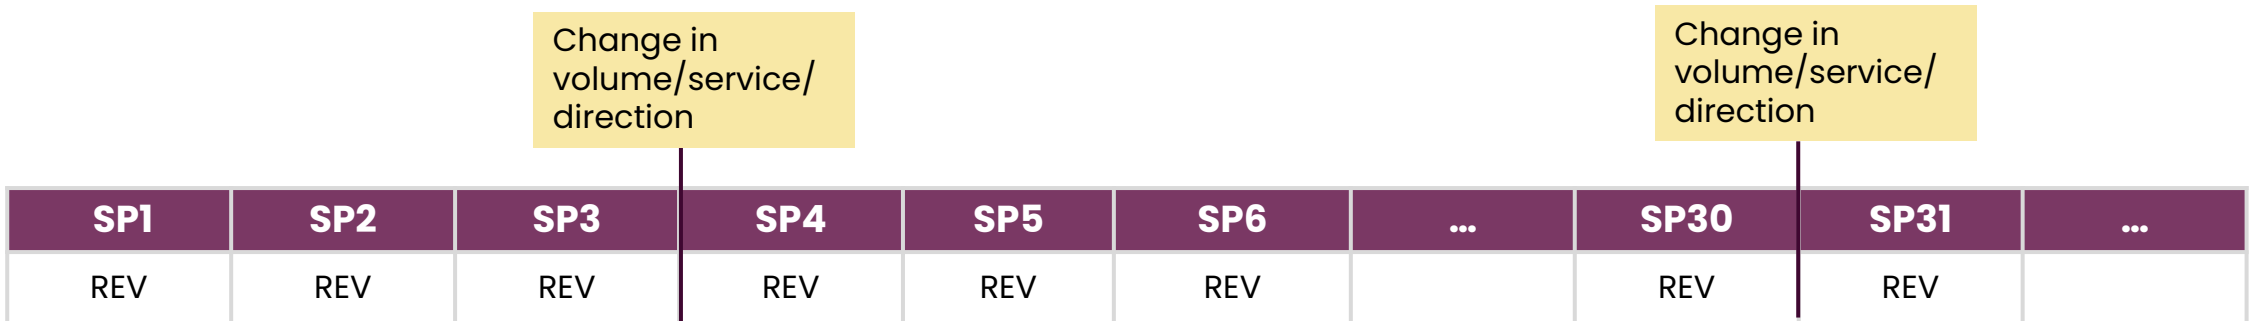 Change in
volume/service/
direction
Change in
volume/service/
direction
SP1 SP2 SP3 SP4 SP5 SP6 ... SP30 SP31 ...
REV REV REV REV REV REV REV REV